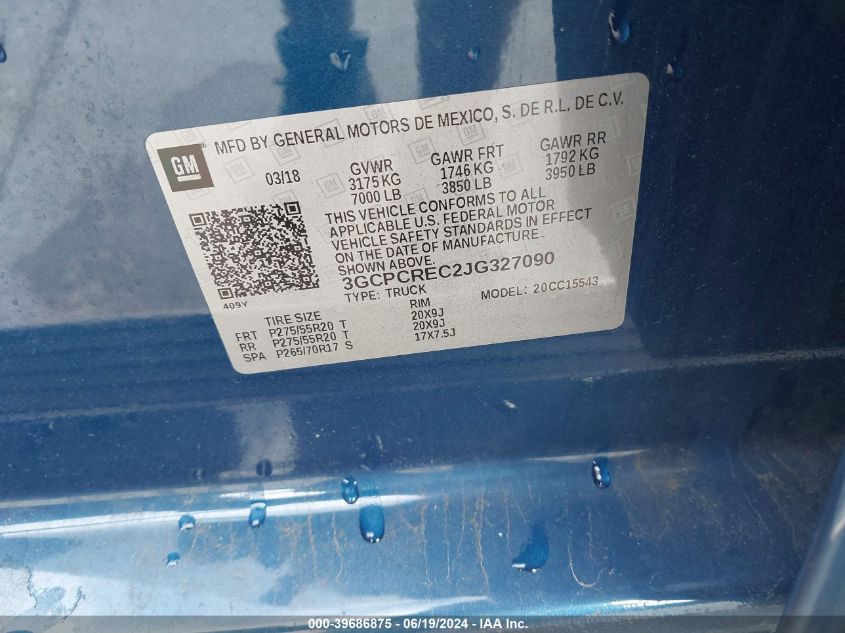 MFD BY GENERAL MOTORS DE MEXICO, S. DE R.L. DE C.V.
GM
03/18
GVWR GAWR FRT GAWR RR
3175 KG 1746 KG 1792 KG
7000 LB 3850 LB 3950 LB
THIS VEHICLE CONFORMS TO ALL
APPLICABLE U.S. FEDERAL MOTOR
VEHICLE SAFETY STANDARDS IN EFFECT
ON THE DATE OF MANUFACTURE
SHOWN ABOVE.
3GCPCREC2JG327090
TYPE: TRUCK MODEL: 20CC15543
409Y
TIRE SIZE RIM
FRT P275/55R20 T 20X9J
RR P275/55R20 T 20X9J
SPA P265/70R17 S 17X7.5J
000-39686875 - 06/19/2024 - IAA Inc.